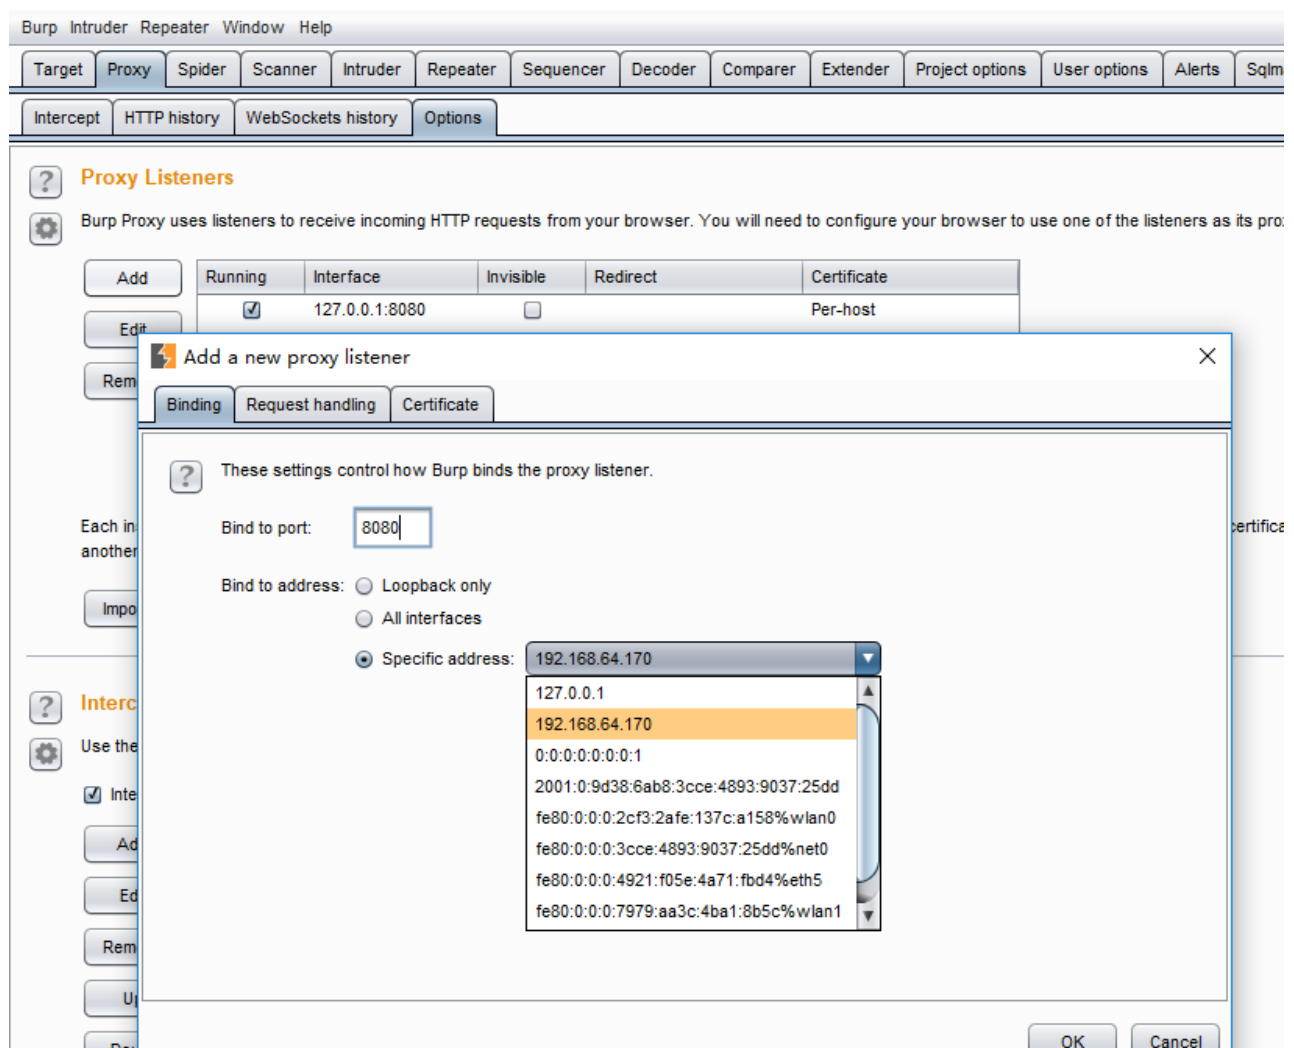 Burp Intruder Repeater Window Help
Target Proxy Spider Scanner Intruder Repeater Sequencer Decoder Comparer Extender Project options User options Alerts Sqlm
Intercept HTTP history WebSockets history Options
? Proxy Listeners
Burp Proxy uses listeners to receive incoming HTTP requests from your browser. You will need to configure your browser to use one of the listeners as its pro
Add Running Interface Invisible Redirect Certificate
127.0.0.1:8080 Per-host
Edit
Add a new proxy listener
Rem
Binding Request handling Certificate
? These settings control how Burp binds the proxy listener.
Each in
another
certifica
Bind to port: 8080
Bind to address: Loopback only
All interfaces
Impo
Specific address: 192.168.64.170
127.0.0.1
192.168.64.170
0:0:0:0:0:0:0:1
2001:0:9d38:6ab8:3cce:4893:9037:25dd
fe80:0:0:0:2cf3:2afe:137c:a158%wlan0
fe80:0:0:0:3cce:4893:9037:25dd%net0
fe80:0:0:0:4921:f05e:4a71:fbd4%eth5
fe80:0:0:0:7979:aa3c:4ba1:8b5c%wlan1
? Interc
Use the
Inte
Ad
Ed
Rem
OK Cancel